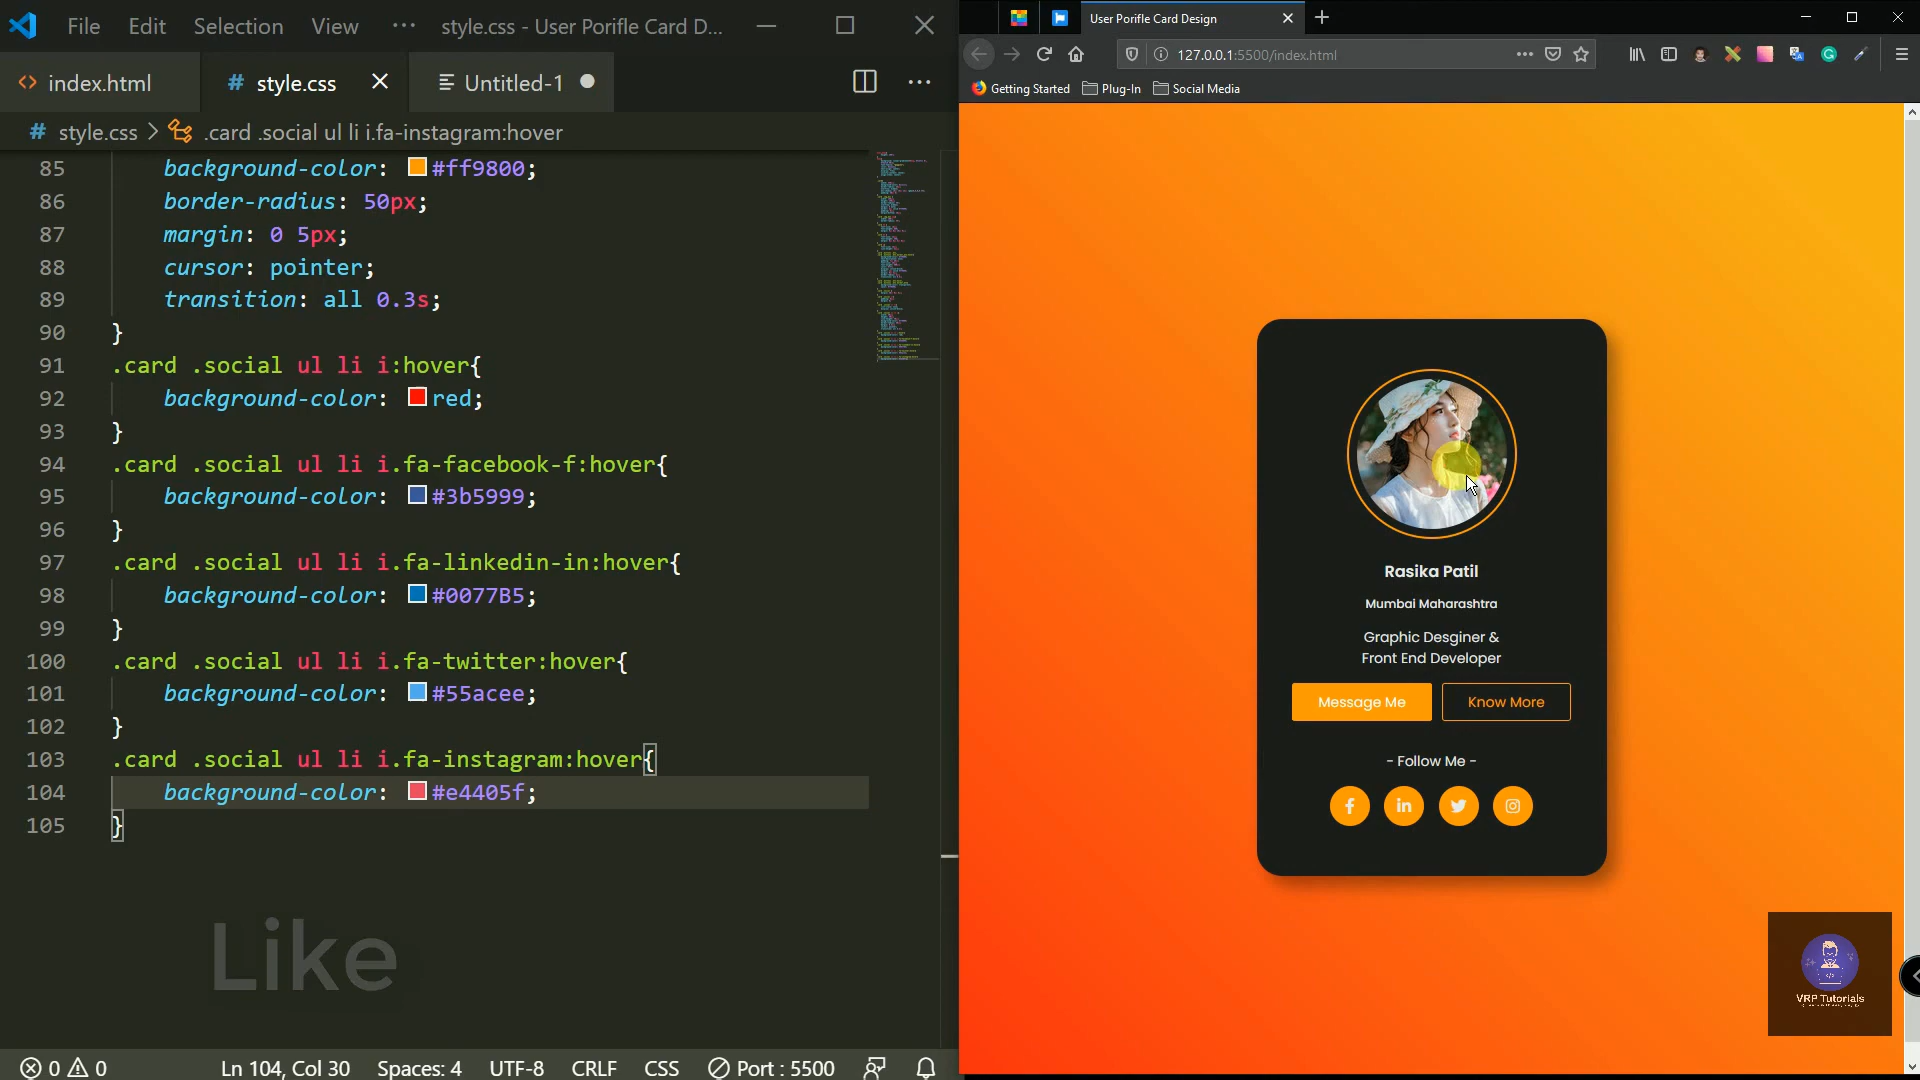 File Edit Selection View ··· style.css - User Porifle Card D...
index.html # style.css Untitled-1
# style.css > .card .social ul li i.fa-instagram:hover
85 background-color: #ff9800;
86 border-radius: 50px;
87 margin: 0 5px;
88 cursor: pointer;
89 transition: all 0.3s;
90 }
91 .card .social ul li i:hover{
92 background-color: red;
93 }
94 .card .social ul li i.fa-facebook-f:hover{
95 background-color: #3b5999;
96 }
97 .card .social ul li i.fa-linkedin-in:hover{
98 background-color: #0077B5;
99 }
100 .card .social ul li i.fa-twitter:hover{
101 background-color: #55acee;
102 }
103 .card .social ul li i.fa-instagram:hover{
104 background-color: #e4405f;
105 }
Like
0 0 Ln 104, Col 30 Spaces: 4 UTF-8 CRLF CSS Port : 5500
User Porifle Card Design
127.0.0.1:5500/index.html
Getting Started Plug-In Social Media
Rasika Patil
Mumbai Maharashtra
Graphic Desginer &
Front End Developer
Message Me Know More
- Follow Me -
VRP Tutorials